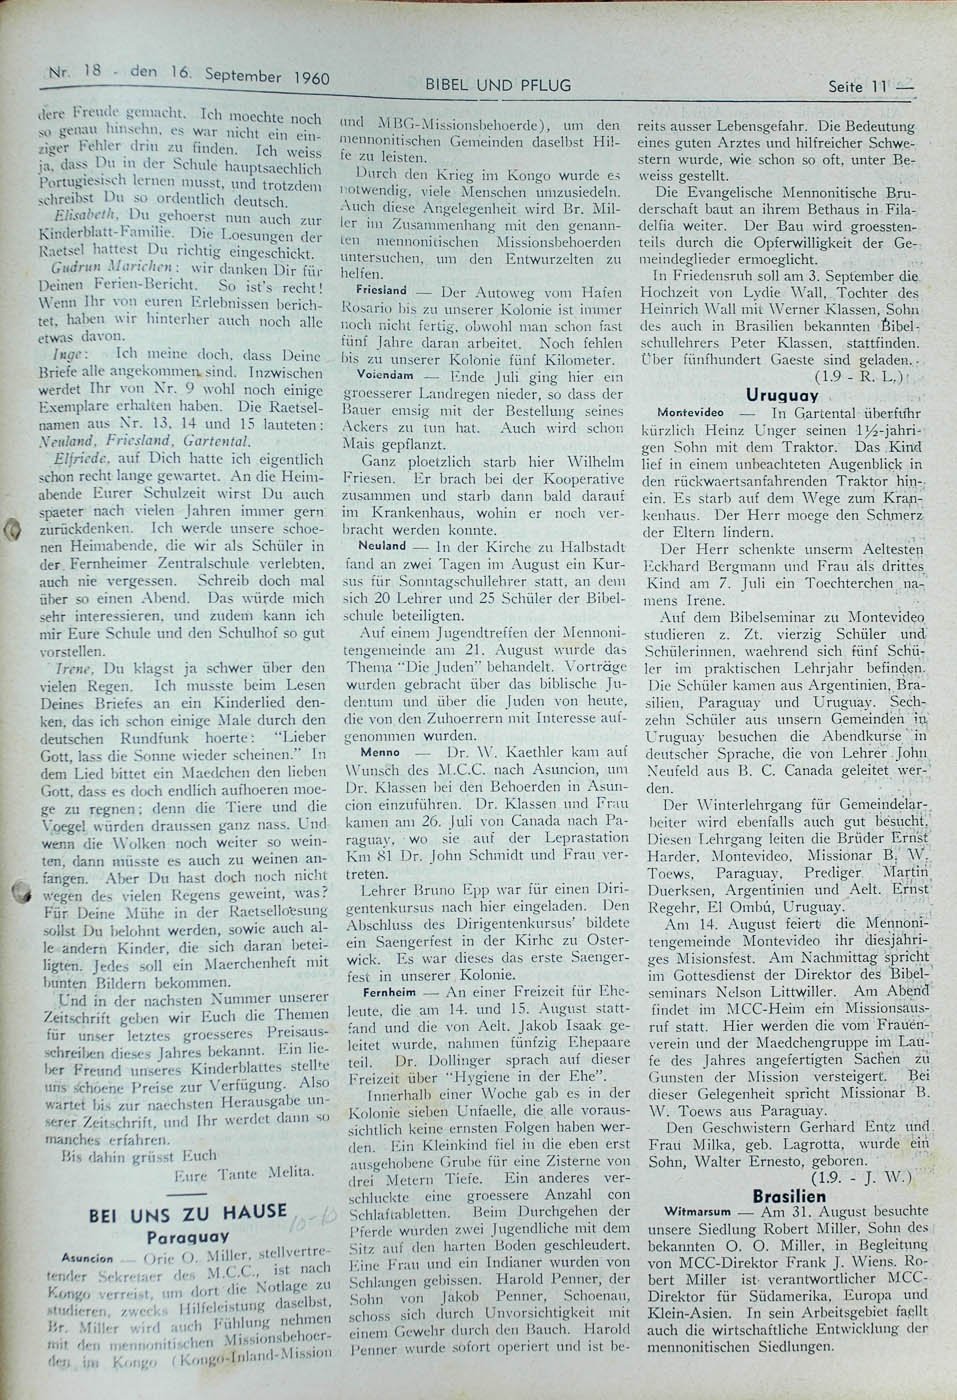 Nr. 18 - den 16. September 1960
BIBEL UND PFLUG
Seite 11 —
dere Freude gemacht. Ich moechte noch
so genau hinsehn, es war nicht ein ein-
ziger Fehler drin zu finden. Ich weiss
ja, dass Du in der Schule hauptsaechlich
Portugiesisch lernen musst, und trotzdem
schreibst Du so ordentlich deutsch.
Elisabeth, Du gehoerst nun auch zur
Kinderblatt-Familie. Die Loesungen der
Raetsel hattest Du richtig eingeschickt.
Gudrun Marichen: wir danken Dir für
Deinen Ferien-Bericht. So ist's recht!
Wenn Ihr von euren Erlebnissen berich-
tet, haben wir hinterher auch noch alle
etwas davon.
Inge: Ich meine doch, dass Deine
Briefe alle angekommen sind. Inzwischen
werdet Ihr von Nr. 9 wohl noch einige
Exemplare erhalten haben. Die Raetsel-
namen aus Nr. 13, 14 und 15 lauteten:
Neuland, Friesland, Gartental.
Elfriede, auf Dich hatte ich eigentlich
schon recht lange gewartet. An die Heim-
abende Eurer Schulzeit wirst Du auch
spaeter nach vielen Jahren immer gern
zurückdenken. Ich werde unsere schoe-
nen Heimabende, die wir als Schüler in
der Fernheimer Zentralschule verlebten,
auch nie vergessen. Schreib doch mal
über so einen Abend. Das würde mich
sehr interessieren, und zudem kann ich
mir Eure Schule und den Schulhof so gut
vorstellen.
Irene, Du klagst ja schwer über den
vielen Regen. Ich musste beim Lesen
Deines Briefes an ein Kinderlied den-
ken, das ich schon einige Male durch den
deutschen Rundfunk hoerte: "Lieber
Gott, lass die Sonne wieder scheinen." In
dem Lied bittet ein Maedchen den lieben
Gott, dass es doch endlich aufhoeren moe-
ge zu regnen; denn die Tiere und die
Voegel würden draussen ganz nass. Und
wenn die Wolken noch weiter so wein-
ten, dann müsste es auch zu weinen an-
fangen. Aber Du hast doch noch nicht
wegen des vielen Regens geweint, was?
Für Deine Mühe in der Raetselloesung
sollst Du belohnt werden, sowie auch al-
le andern Kinder, die sich daran betei-
ligten. Jedes soll ein Maerchenheft mit
bunten Bildern bekommen.
Und in der nachsten Nummer unserer
Zeitschrift geben wir Euch die Themen
für unser letztes groesseres Preisaus-
schreiben dieses Jahres bekannt. Ein lie-
ber Freund unseres Kinderblattes stellte
uns schoene Preise zur Verfügung. Also
wartet bis zur naechsten Herausgabe un-
serer Zeitschrift, und Ihr werdet dann so
manches erfahren.
Bis dahin grüsst Euch
Eure Tante Melita.
BEI UNS ZU HAUSE
Paraguay
Asuncion — Orie O. Miller, stellvertre-
tender Sekretaer des M.C.C., ist nach
Kongo verreist, um dort die Notlage zu
studieren, zwecks Hilfeleistung daselbst,
Br. Miller wird auch Fühlung nehmen
mit den mennonitischen Missionsbehoer-
den im Kongo (Kongo-Inland-Mission
und MBG-Missionsbehoerde), um den
mennonitischen Gemeinden daselbst Hil-
fe zu leisten.
Durch den Krieg im Kongo wurde es
notwendig, viele Menschen umzusiedeln.
Auch diese Angelegenheit wird Br. Mil-
ler im Zusammenhang mit den genann-
ten mennonitischen Missionsbehoerden
untersuchen, um den Entwurzelten zu
helfen.
Friesland — Der Autoweg vom Hafen
Rosario bis zu unserer Kolonie ist immer
noch nicht fertig, obwohl man schon fast
fünf Jahre daran arbeitet. Noch fehlen
bis zu unserer Kolonie fünf Kilometer.
Volendam — Ende Juli ging hier ein
groesserer Landregen nieder, so dass der
Bauer emsig mit der Bestellung seines
Ackers zu tun hat. Auch wird schon
Mais gepflanzt.
Ganz ploetzlich starb hier Wilhelm
Friesen. Er brach bei der Kooperative
zusammen und starb dann bald darauf
im Krankenhaus, wohin er noch ver-
bracht werden konnte.
Neuland — In der Kirche zu Halbstadt
fand an zwei Tagen im August ein Kur-
sus für Sonntagschullehrer statt, an dem
sich 20 Lehrer und 25 Schüler der Bibel-
schule beteiligten.
Auf einem Jugendtreffen der Mennoni-
tengemeinde am 21. August wurde das
Thema "Die Juden" behandelt. Vorträge
wurden gebracht über das biblische Ju-
dentum und über die Juden von heute,
die von den Zuhoerrern mit Interesse auf-
genommen wurden.
Menno — Dr. W. Kaethler kam auf
Wunsch des M.C.C. nach Asuncion, um
Dr. Klassen bei den Behoerden in Asun-
cion einzuführen. Dr. Klassen und Frau
kamen am 26. Juli von Canada nach Pa-
raguay, wo sie auf der Leprastation
Km 81 Dr. John Schmidt und Frau ver-
treten.
Lehrer Bruno Epp war für einen Diri-
gentenkursus nach hier eingeladen. Den
Abschluss des Dirigentenkursus' bildete
ein Saengerfest in der Kirhc zu Oster-
wick. Es war dieses das erste Saenger-
fest in unserer Kolonie.
Fernheim — An einer Freizeit für Ehe-
leute, die am 14. und 15. August statt-
fand und die von Aelt. Jakob Isaak ge-
leitet wurde, nahmen fünfzig Ehepaare
teil. Dr. Dollinger sprach auf dieser
Freizeit über "Hygiene in der Ehe".
Innerhalb einer Woche gab es in der
Kolonie sieben Unfaelle, die alle voraus-
sichtlich keine ernsten Folgen haben wer-
den. Ein Kleinkind fiel in die eben erst
ausgehobene Grube für eine Zisterne von
drei Metern Tiefe. Ein anderes ver-
schluckte eine groessere Anzahl con
Schlaftabletten. Beim Durchgehen der
Pferde wurden zwei Jugendliche mit dem
Sitz auf den harten Boden geschleudert.
Eine Frau und ein Indianer wurden von
Schlangen gebissen. Harold Penner, der
Sohn von Jakob Penner, Schoenau,
schoss sich durch Unvorsichtigkeit mit
einem Gewehr durch den Bauch. Harold
Penner wurde sofort operiert und ist be-
reits ausser Lebensgefahr. Die Bedeutung
eines guten Arztes und hilfreicher Schwe-
stern wurde, wie schon so oft, unter Be-
weiss gestellt.
Die Evangelische Mennonitische Bru-
derschaft baut an ihrem Bethaus in Fila-
delfia weiter. Der Bau wird groessten-
teils durch die Opferwilligkeit der Ge-
meindeglieder ermoeglicht.
In Friedensruh soll am 3. September die
Hochzeit von Lydie Wall, Tochter des
Heinrich Wall mit Werner Klassen, Sohn
des auch in Brasilien bekannten Bibel-
schullehrers Peter Klassen, stattfinden.
Über fünfhundert Gaeste sind geladen.
(1.9 - R. L.)
Uruguay
Montevideo — In Gartental überfuhr
kürzlich Heinz Unger seinen 1½-jahri-
gen Sohn mit dem Traktor. Das Kind
lief in einem unbeachteten Augenblick in
den rückwaertsanfahrenden Traktor hin-
ein. Es starb auf dem Wege zum Kran-
kenhaus. Der Herr moege den Schmerz
der Eltern lindern.
Der Herr schenkte unserm Aeltesten
Eckhard Bergmann und Frau als drittes
Kind am 7. Juli ein Toechterchen na-
mens Irene.
Auf dem Bibelseminar zu Montevideo
studieren z. Zt. vierzig Schüler und
Schülerinnen, waehrend sich fünf Schü-
ler im praktischen Lehrjahr befinden.
Die Schüler kamen aus Argentinien, Bra-
silien, Paraguay und Uruguay. Sech-
zehn Schüler aus unsern Gemeinden in
Uruguay besuchen die Abendkurse in
deutscher Sprache, die von Lehrer John
Neufeld aus B. C. Canada geleitet wer-
den.
Der Winterlehrgang für Gemeindelar-
beiter wird ebenfalls auch gut besucht.
Diesen Lehrgang leiten die Brüder Ernst
Harder, Montevideo, Missionar B. W.
Toews, Paraguay, Prediger Martin
Duerksen, Argentinien und Aelt. Ernst
Regehr, El Ombú, Uruguay.
Am 14. August feiert die Mennoni-
tengemeinde Montevideo ihr diesjähri-
ges Misionsfest. Am Nachmittag spricht
im Gottesdienst der Direktor des Bibel-
seminars Nelson Littwiller. Am Abend
findet im MCC-Heim ein Missionsaus-
ruf statt. Hier werden die vom Frauen-
verein und der Maedchengruppe im Lau-
fe des Jahres angefertigten Sachen zu
Gunsten der Mission versteigert. Bei
dieser Gelegenheit spricht Missionar B.
W. Toews aus Paraguay.
Den Geschwistern Gerhard Entz und
Frau Milka, geb. Lagrotta, wurde ein
Sohn, Walter Ernesto, geboren.
(1.9. - J. W.)
Brasilien
Witmarsum — Am 31. August besuchte
unsere Siedlung Robert Miller, Sohn des
bekannten O. O. Miller, in Begleitung
von MCC-Direktor Frank J. Wiens. Ro-
bert Miller ist verantwortlicher MCC-
Direktor für Südamerika, Europa und
Klein-Asien. In sein Arbeitsgebiet faellt
auch die wirtschaftliche Entwicklung der
mennonitischen Siedlungen.